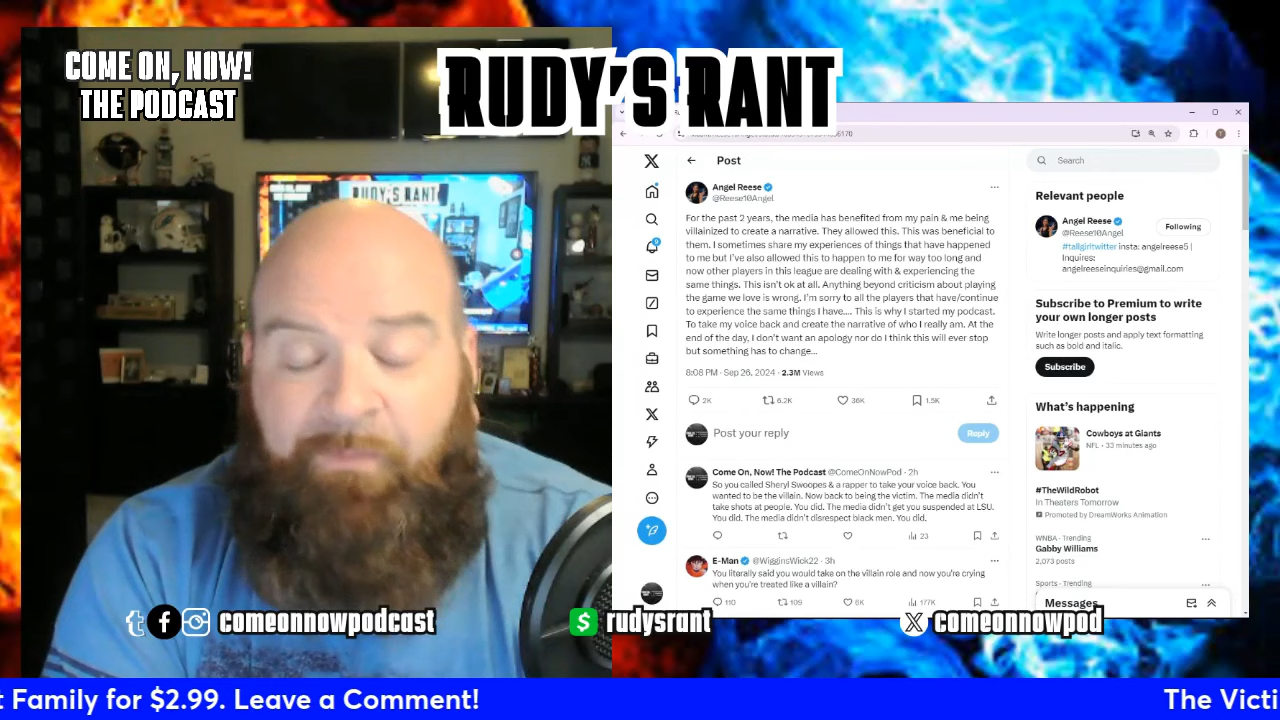 COME ON, NOW!
THE PODCAST
RUDY'S RANT
RUDY'S RANT
Post
Search
Angel Reese
@Reese10Angel
For the past 2 years, the media has benefited from my pain & me being
villainized to create a narrative. They allowed this. This was beneficial to
them. I sometimes share my experiences of things that have happened
to me but I've also allowed this to happen to me for way too long and
now other players in this league are dealing with & experiencing the
same things. This isn't ok at all. Anything beyond criticism about playing
the game we love is wrong. I'm sorry to all the players that have/continue
to experience the same things I have.... This is why I started my podcast.
To take my voice back and create the narrative of who I really am. At the
end of the day, I don't want an apology nor do I think this will ever stop
but something has to change...
8:08 PM · Sep 26, 2024 · 2.3M Views
2K 6.2K 36K 1.5K
Post your reply
Reply
Come On, Now! The Podcast @ComeOnNowPod · 2h
So you called Sheryl Swoopes & a rapper to take your voice back. You
wanted to be the villain. Now back to being the victim. The media didn't
take shots at people. You did. The media didn't get you suspended at LSU.
You did. The media didn't disrespect black men. You did.
23
E-Man @WigginsWick22 · 3h
You literally said you would take on the villain role and now you're crying
when you're treated like a villain?
110 109 6K 177K
Relevant people
Angel Reese
@Reese10Angel
Following
#tallgirltwitter insta: angelreese5 |
Inquires:
angelreeseinquiries@gmail.com
Subscribe to Premium to write
your own longer posts
Write longer posts and apply text formatting
such as bold and italic.
Subscribe
What's happening
Cowboys at Giants
NFL · 33 minutes ago
#TheWildRobot
In Theaters Tomorrow
Promoted by DreamWorks Animation
WNBA · Trending
Gabby Williams
2,073 posts
Sports · Trending
Messages
comeonnowpodcast
rudysrant
comeonnowpod
t Family for $2.99. Leave a Comment!
The Victi